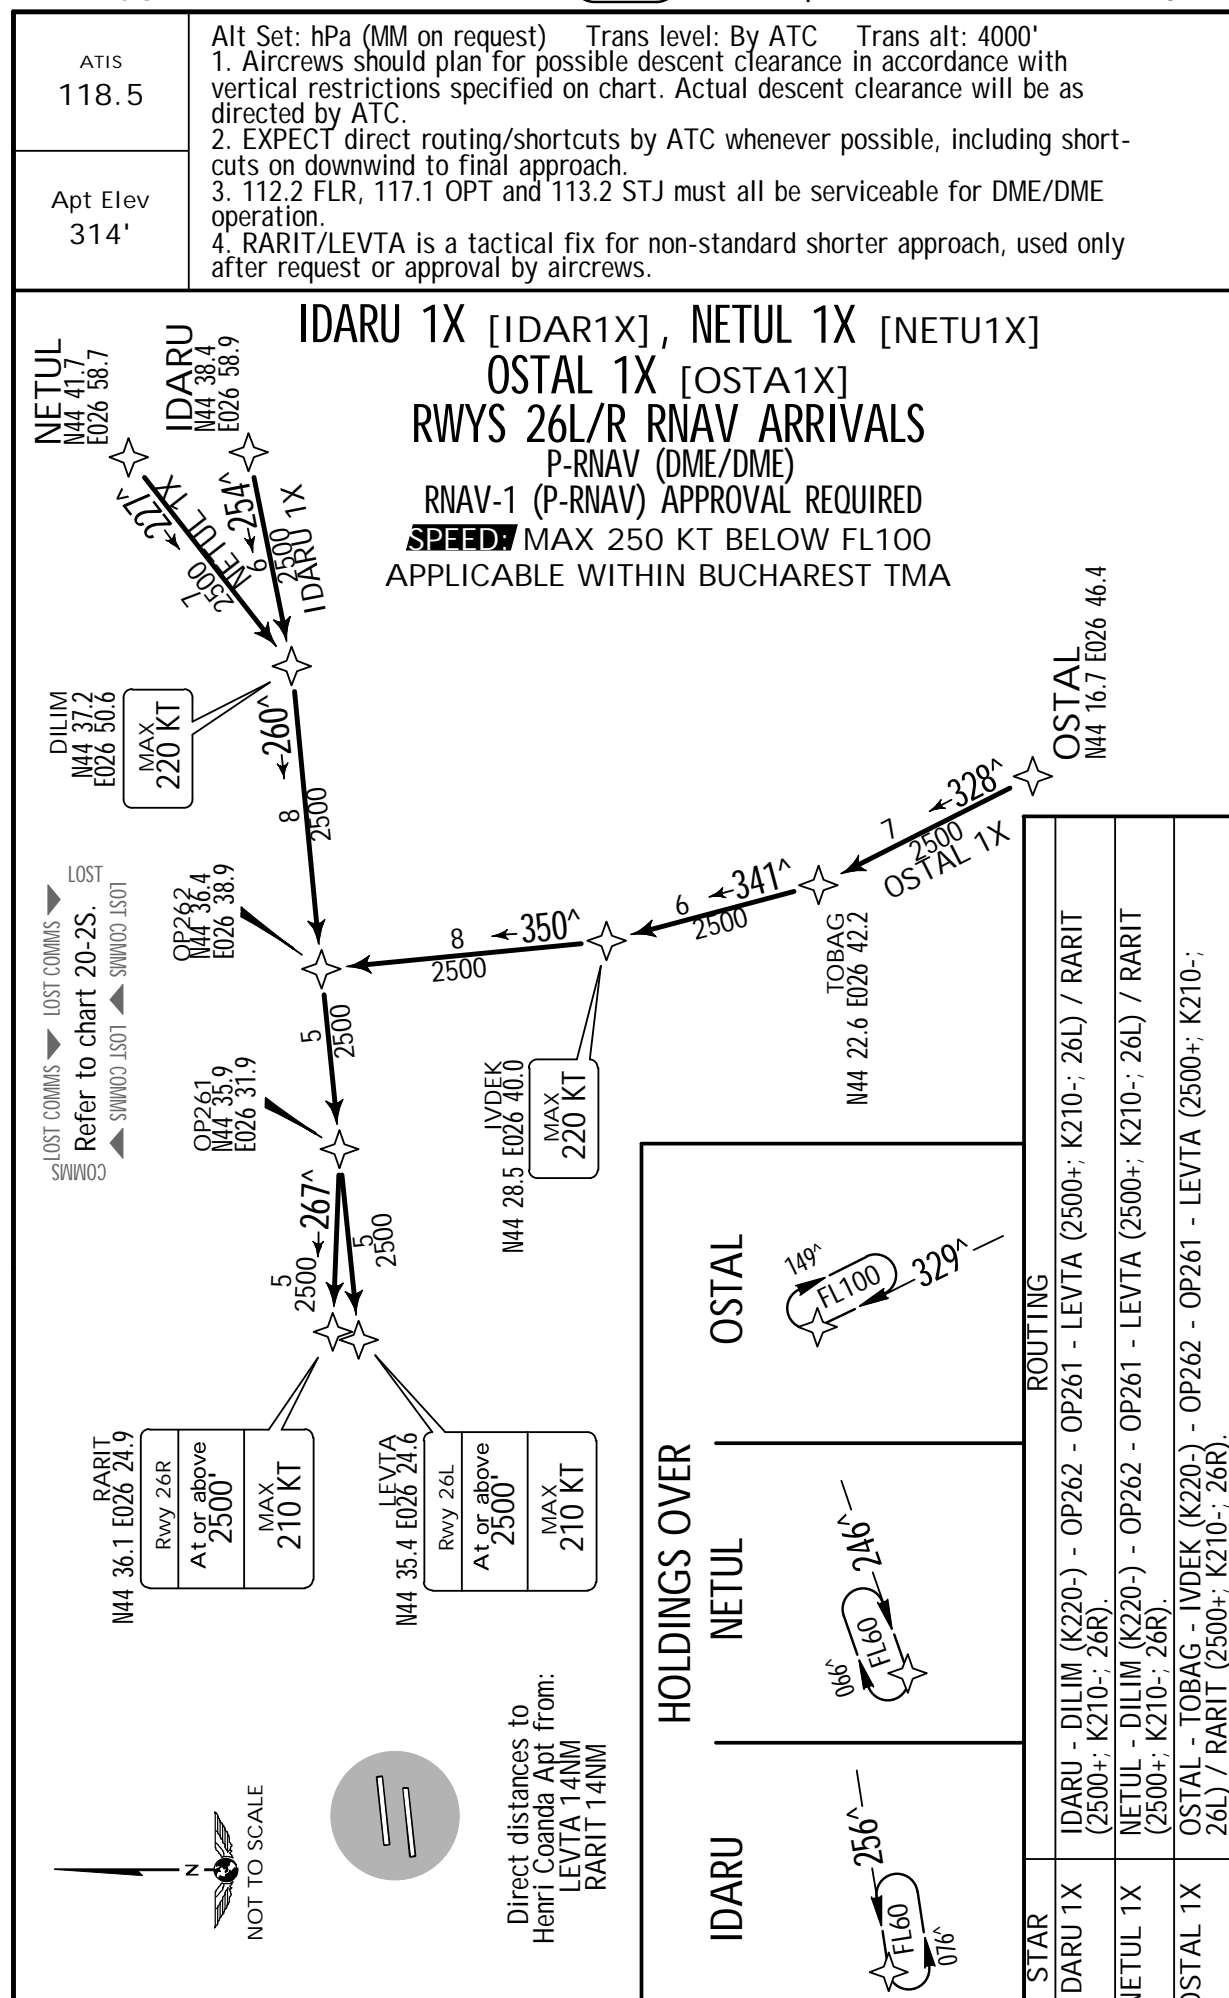 ATIS
118.5
Apt Elev
314'
Alt Set: hPa (MM on request) Trans level: By ATC Trans alt: 4000'
1. Aircrews should plan for possible descent clearance in accordance with
vertical restrictions specified on chart. Actual descent clearance will be as
directed by ATC.
2. EXPECT direct routing/shortcuts by ATC whenever possible, including short-
cuts on downwind to final approach.
3. 112.2 FLR, 117.1 OPT and 113.2 STJ must all be serviceable for DME/DME
operation.
4. RARIT/LEVTA is a tactical fix for non-standard shorter approach, used only
after request or approval by aircrews.
IDARU 1X [IDAR1X], NETUL 1X [NETU1X]
OSTAL 1X [OSTA1X]
RWYS 26L/R RNAV ARRIVALS
P-RNAV (DME/DME)
RNAV-1 (P-RNAV) APPROVAL REQUIRED
SPEED: MAX 250 KT BELOW FL100
APPLICABLE WITHIN BUCHAREST TMA
NETUL
N44 41.7
E026 58.7
IDARU
N44 38.4
E026 58.9
227^
NETUL 1X
7
2500
254^
6
2500
IDARU 1X
DILIM
N44 37.2
E026 50.6
MAX
220 KT
260^
8
2500
OSTAL
N44 16.7 E026 46.4
328^
7
2500
OSTAL 1X
TOBAG
N44 22.6 E026 42.2
341^
6
2500
IVDEK
N44 28.5 E026 40.0
MAX
220 KT
350^
8
2500
OP262
N44 36.4
E026 38.9
5
2500
OP261
N44 35.9
E026 31.9
267^
5
2500
5
2500
LOST COMMS LOST COMMS LOST
COMMS LOST COMMS LOST COMMS
Refer to chart 20-2S.
RARIT
N44 36.1 E026 24.9
Rwy 26R
At or above
2500'
MAX
210 KT
LEVTA
N44 35.4 E026 24.6
Rwy 26L
At or above
2500'
MAX
210 KT
Direct distances to
Henri Coanda Apt from:
LEVTA 14NM
RARIT 14NM
N
NOT TO SCALE
HOLDINGS OVER
IDARU
256^
FL60
076^
NETUL
246^
FL60
066^
OSTAL
149^
FL100
329^
STAR
ROUTING
IDARU 1X
IDARU - DILIM (K220-) - OP262 - OP261 - LEVTA (2500+; K210-; 26L) / RARIT
(2500+; K210-; 26R).
NETUL 1X
NETUL - DILIM (K220-) - OP262 - OP261 - LEVTA (2500+; K210-; 26L) / RARIT
(2500+; K210-; 26R).
OSTAL 1X
OSTAL - TOBAG - IVDEK (K220-) - OP262 - OP261 - LEVTA (2500+; K210-;
26L) / RARIT (2500+; K210-; 26R).